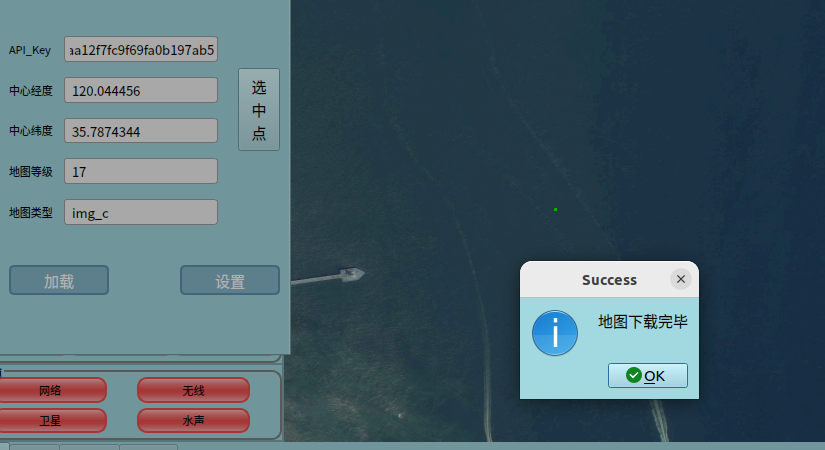 API_Key
aa12f7fc9f69fa0b197ab5
中心经度
120.044456
选
中
点
中心纬度
35.7874344
地图等级
17
地图类型
img_c
加载
设置
Success
地图下载完毕
OK
网络
无线
卫星
水声